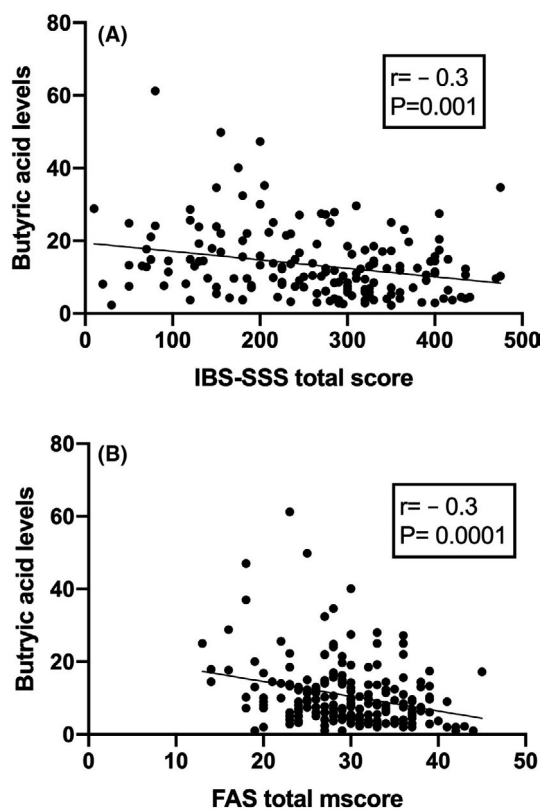 (A)
80
60
40
20
0
Butyric acid levels
r= – 0.3
P=0.001
0 100 200 300 400 500
IBS-SSS total score
(B)
80
60
40
20
0
Butryic acid levels
r= – 0.3
P= 0.0001
0 10 20 30 40 50
FAS total mscore